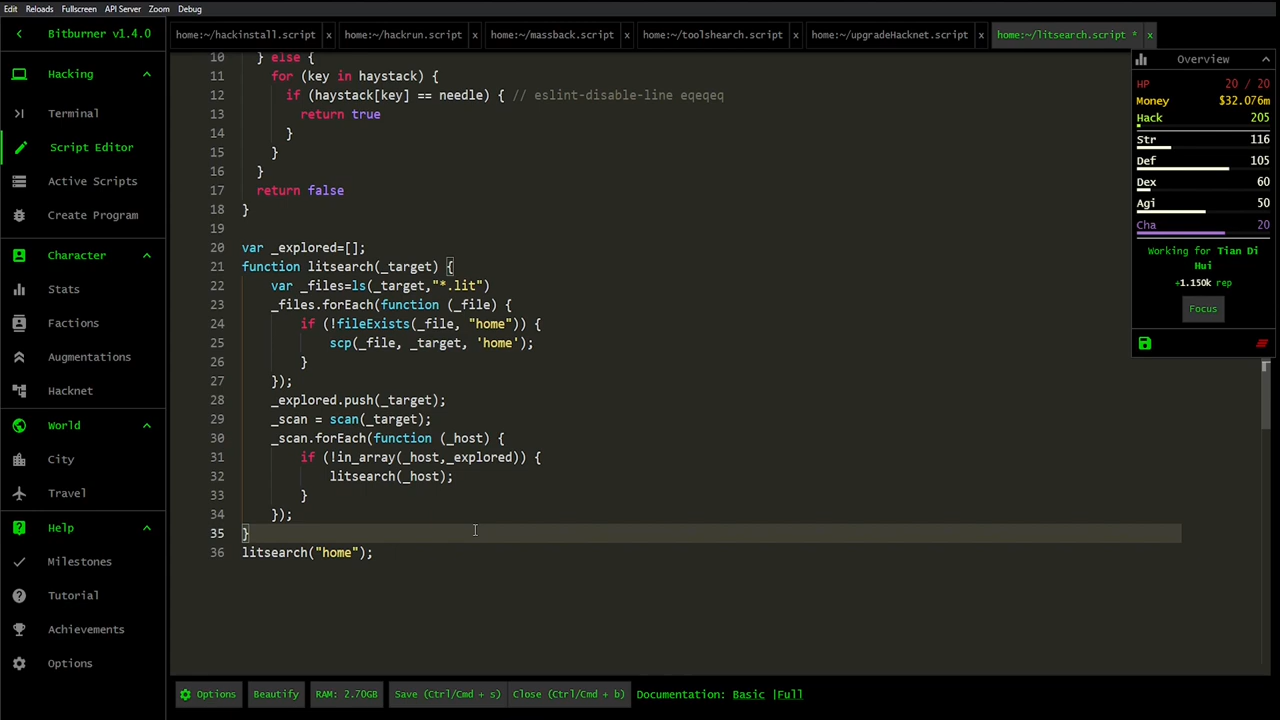 Edit Reloads Fullscreen API Server Zoom Debug
Bitburner v1.4.0
Hacking
Terminal
Script Editor
Active Scripts
Create Program
Character
Stats
Factions
Augmentations
Hacknet
World
City
Travel
Help
Milestones
Tutorial
Achievements
Options
home:~/hackinstall.script x home:~/hackrun.script x home:~/massback.script x home:~/toolshearch.script x home:~/upgradeHacknet.script x home:~/litsearch.script * x
10 } else {
11 for (key in haystack) {
12 if (haystack[key] == needle) { // eslint-disable-line eqeqeq
13 return true
14 }
15 }
16 }
17 return false
18 }
19
20 var _explored=[];
21 function litsearch(_target) {
22 var _files=ls(_target,"*.lit")
23 _files.forEach(function (_file) {
24 if (!fileExists(_file, "home")) {
25 scp(_file, _target, 'home');
26 }
27 });
28 _explored.push(_target);
29 _scan = scan(_target);
30 _scan.forEach(function (_host) {
31 if (!in_array(_host,_explored)) {
32 litsearch(_host);
33 }
34 });
35 }
36 litsearch("home");
Overview
HP 20 / 20
Money $32.076m
Hack 205
Str 116
Def 105
Dex 60
Agi 50
Cha 20
Working for Tian Di
Hui
+1.150k rep
Focus
Options Beautify RAM: 2.70GB Save (Ctrl/Cmd + s) Close (Ctrl/Cmd + b) Documentation: Basic |Full